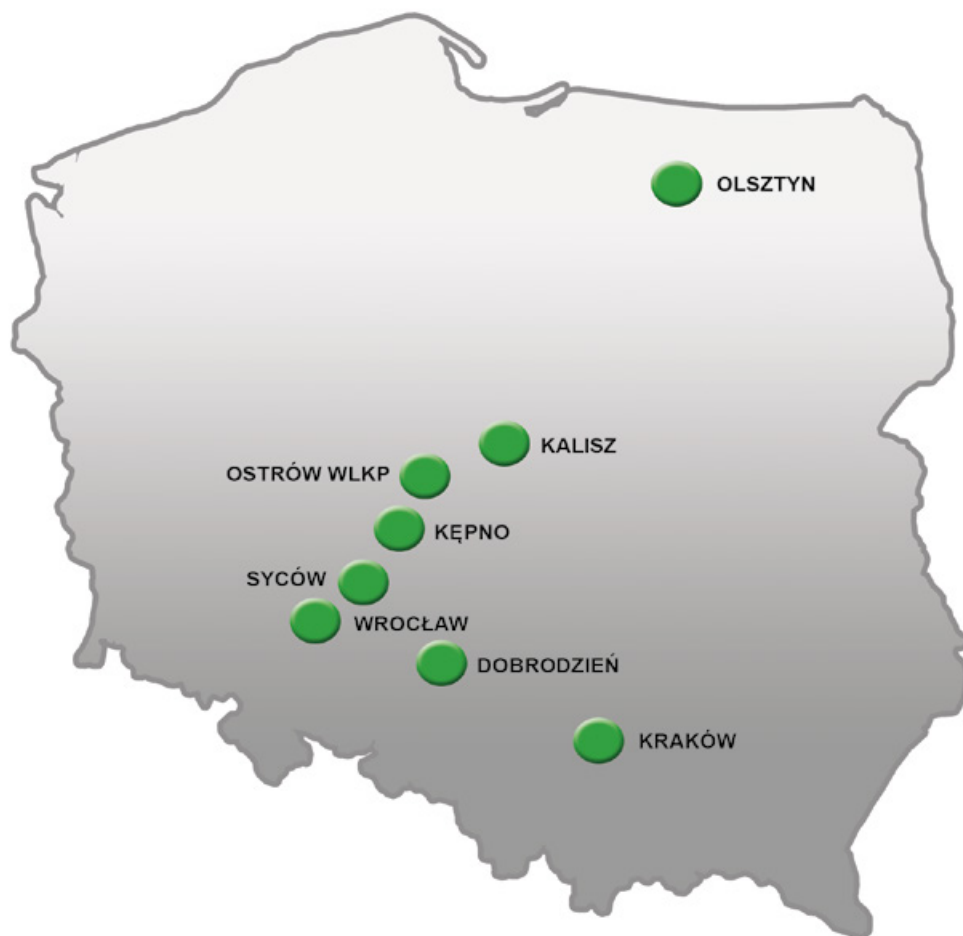 OLSZTYN
KALISZ
OSTRÓW WLKP
KĘPNO
SYCÓW
WROCŁAW
DOBRODZIEŃ
KRAKÓW